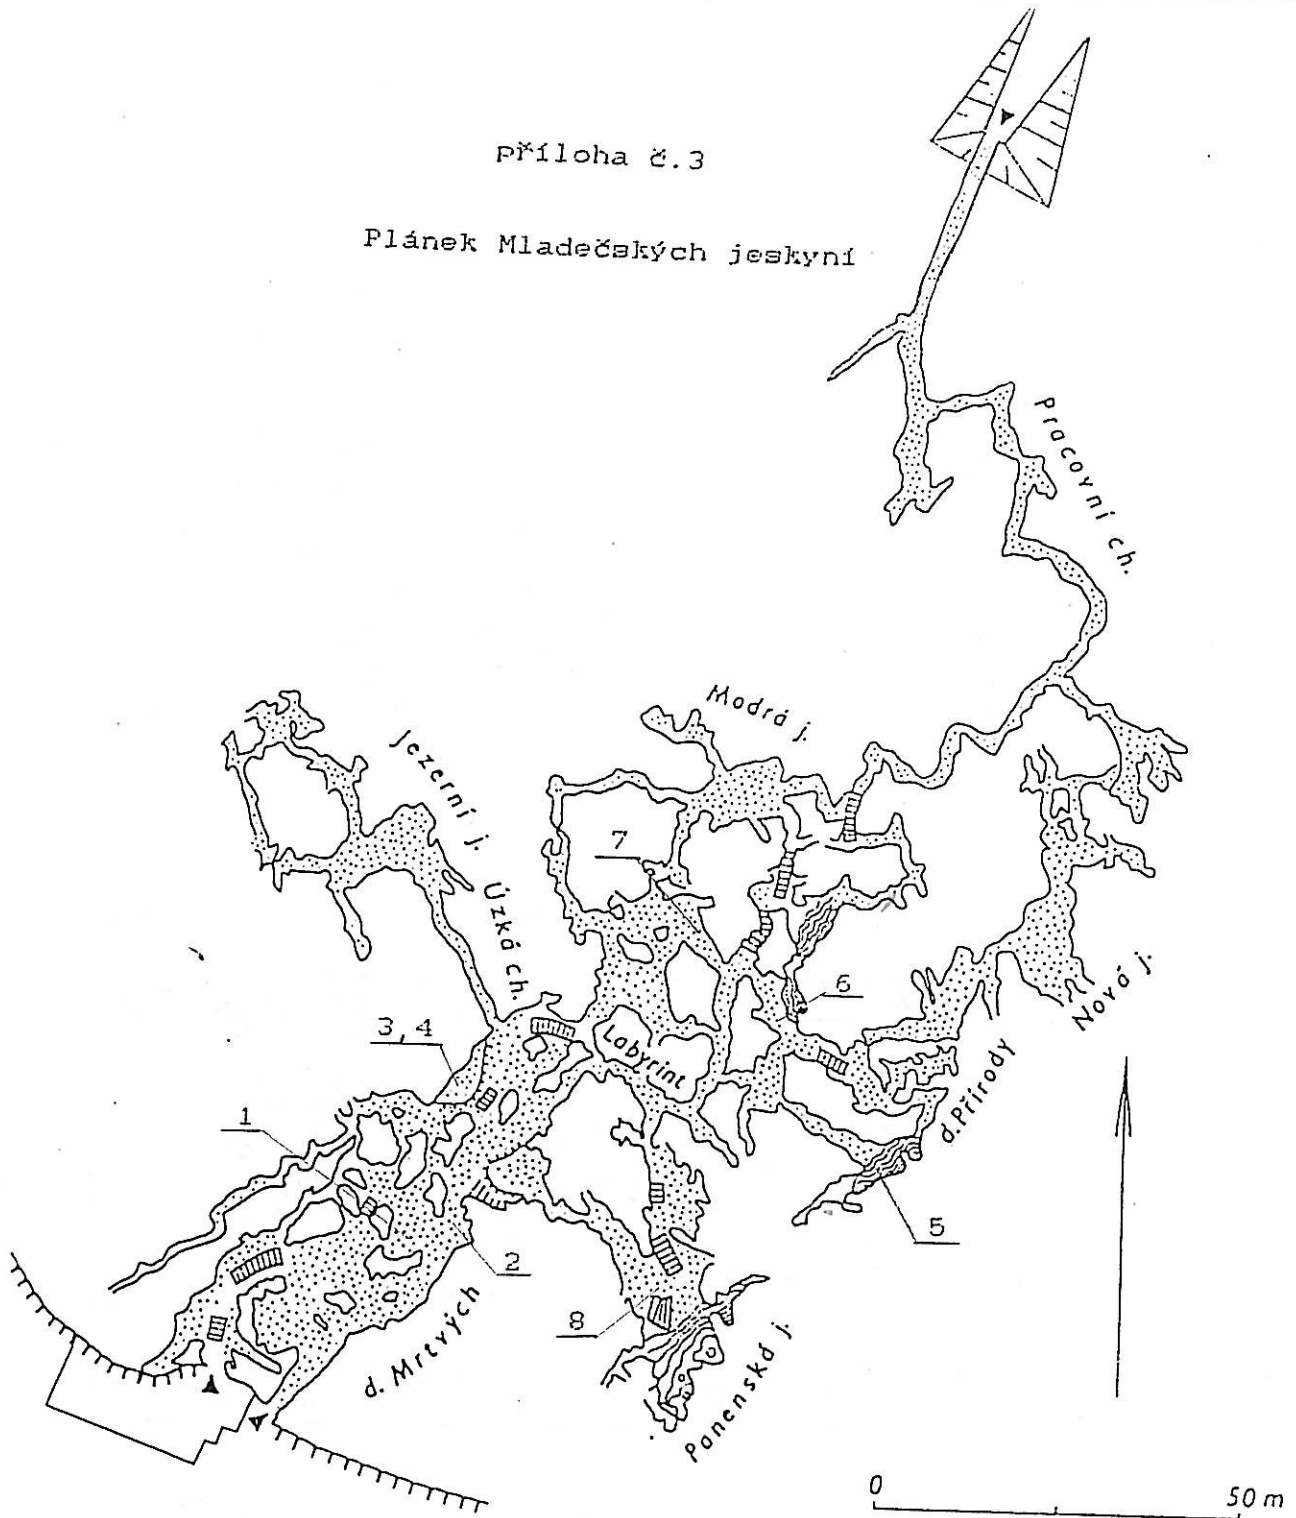 příloha č.3
Plánek Mladečských jeskyní
Pracovní ch.
Modrá j.
Jezerní j.
Úzká ch.
7
6
3,4
Labyrint
Nová j.
d. Přírody
1
2
5
8
d. Mrtvých
Panenská j.
0
50 m